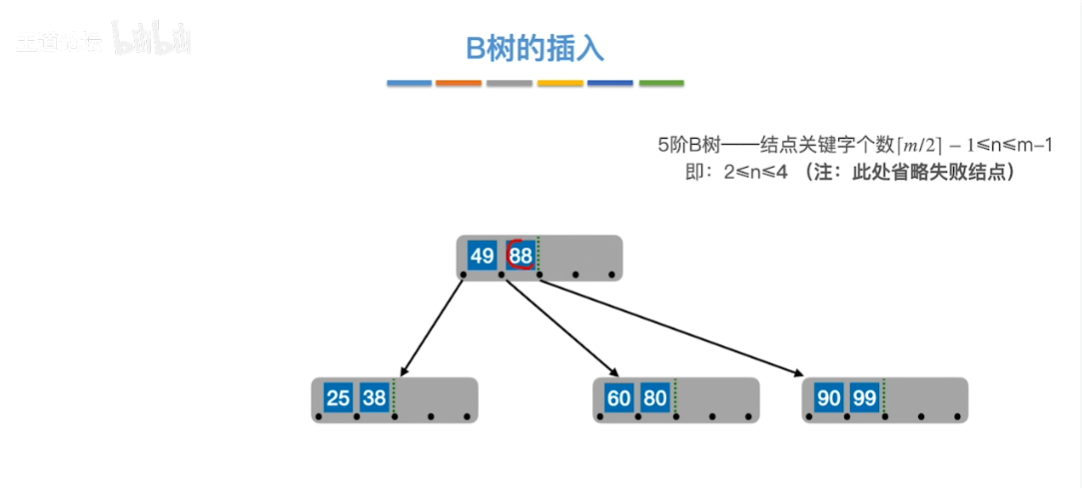 王道论坛 bilibili
B树的插入
5阶B树——结点关键字个数⌈m/2⌉ − 1≤n≤m−1
即：2≤n≤4 （注：此处省略失败结点）
49 88
25 38
60 80
90 99